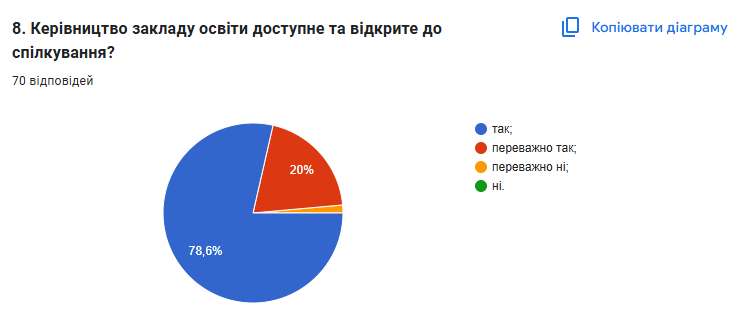 8. Керівництво закладу освіти доступне та відкрите до
спілкування?
Копіювати діаграму
70 відповідей
так;
переважно так;
переважно ні;
ні.
20%
78,6%